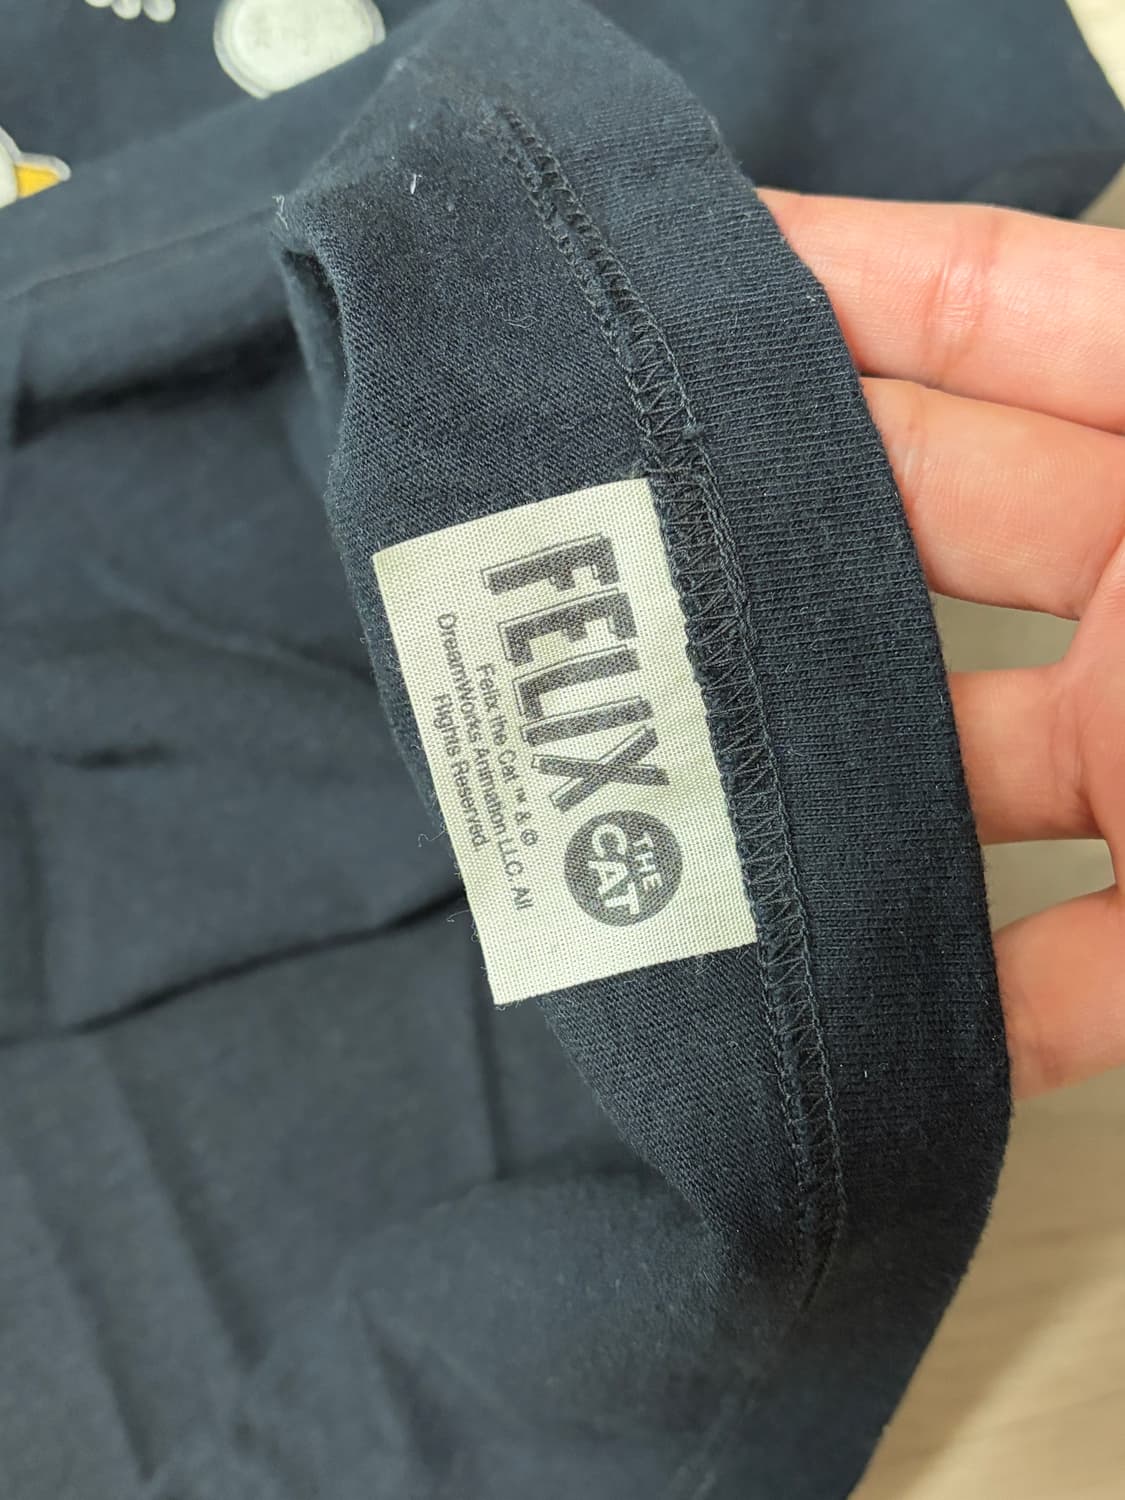 FELIX
THE
CAT
Felix the Cat ™ & ©
DreamWorks Animation LLC. All
Rights Reserved